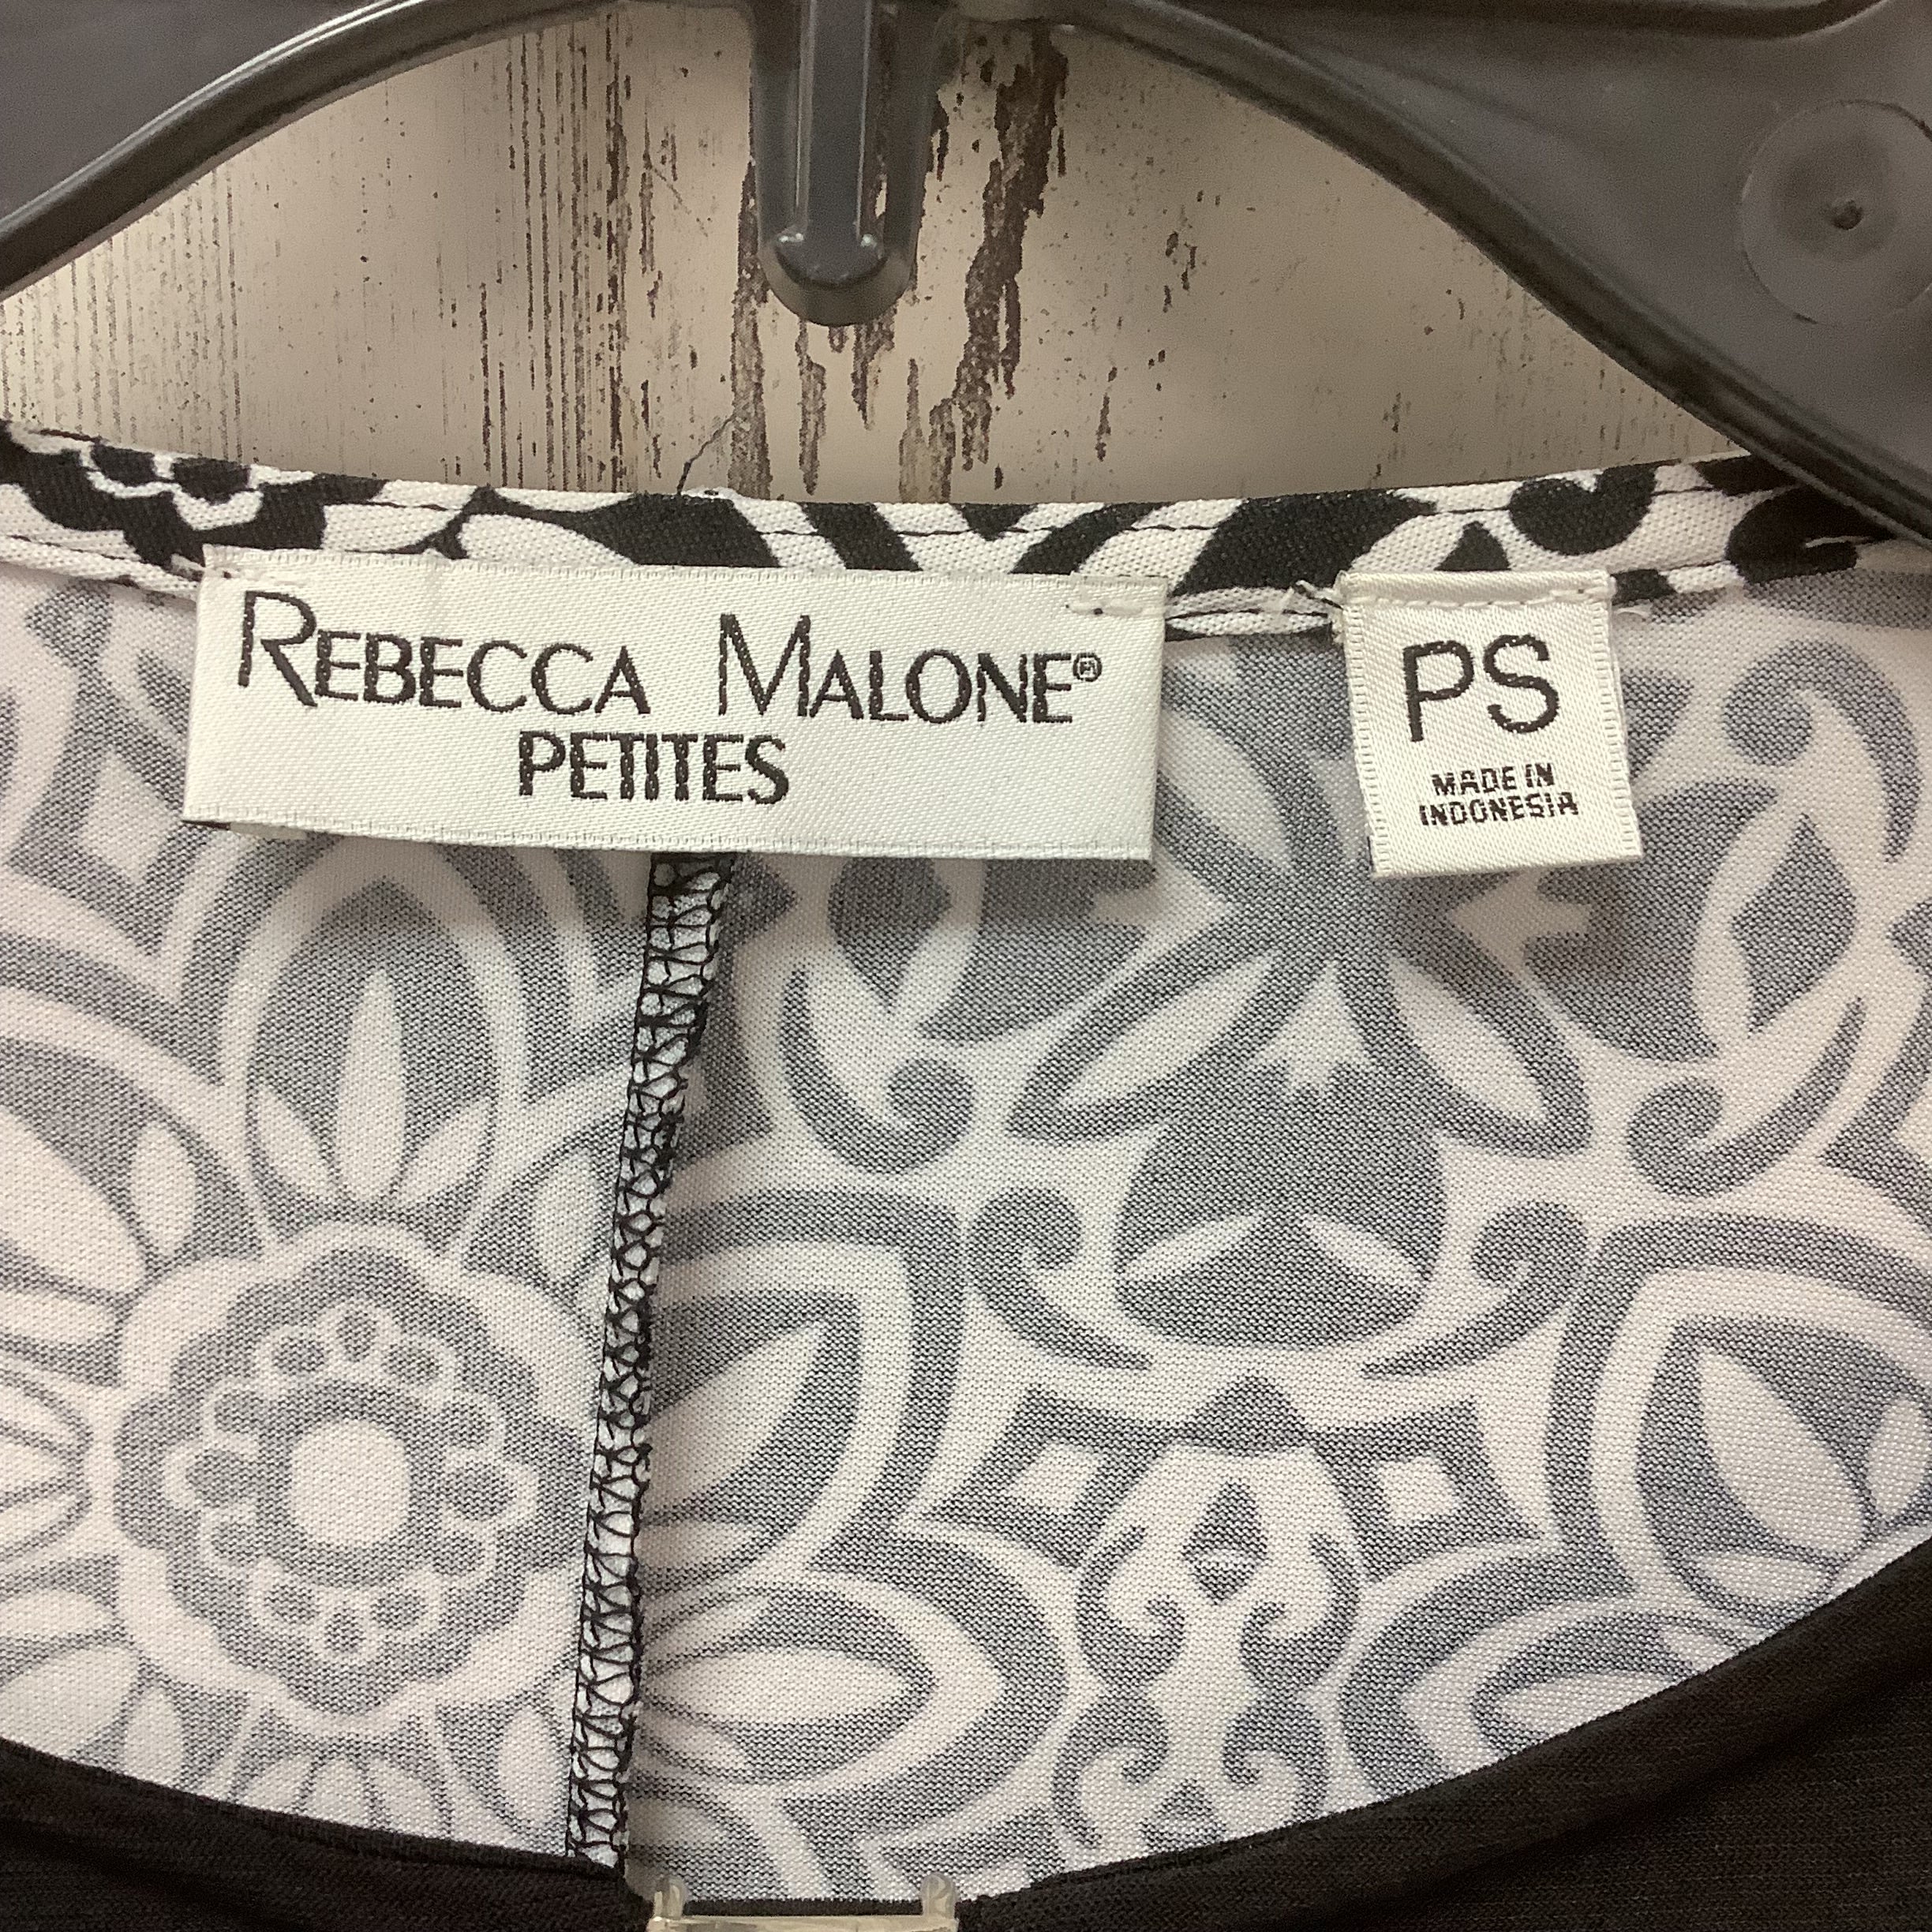 REBECCA MALONE®
PETITES
PS
MADE IN
INDONESIA